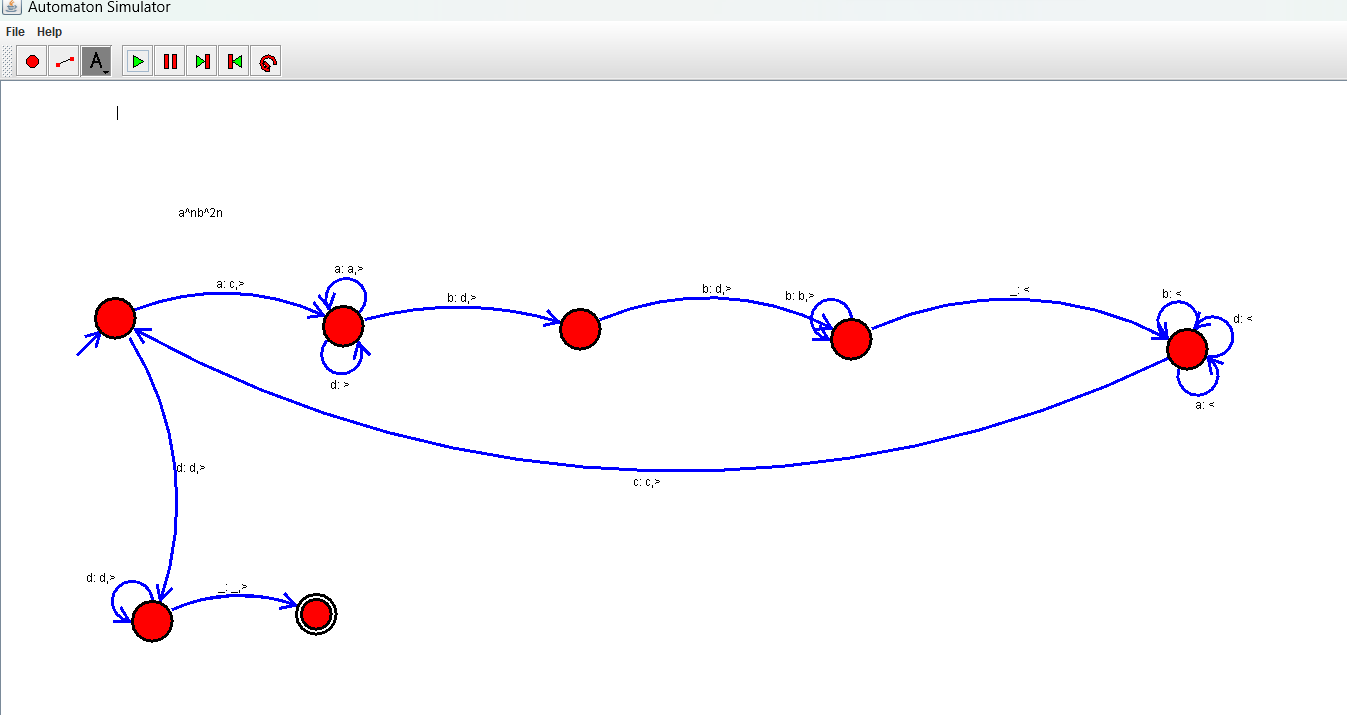 Automaton Simulator
File Help
A
a^nb^2n
a: a,>
a: c,>
b: d,>
b: d,>
b: b,>
_: <
b: <
d: <
d: >
a: <
d: d,>
c: c,>
d: d,>
_: _,>